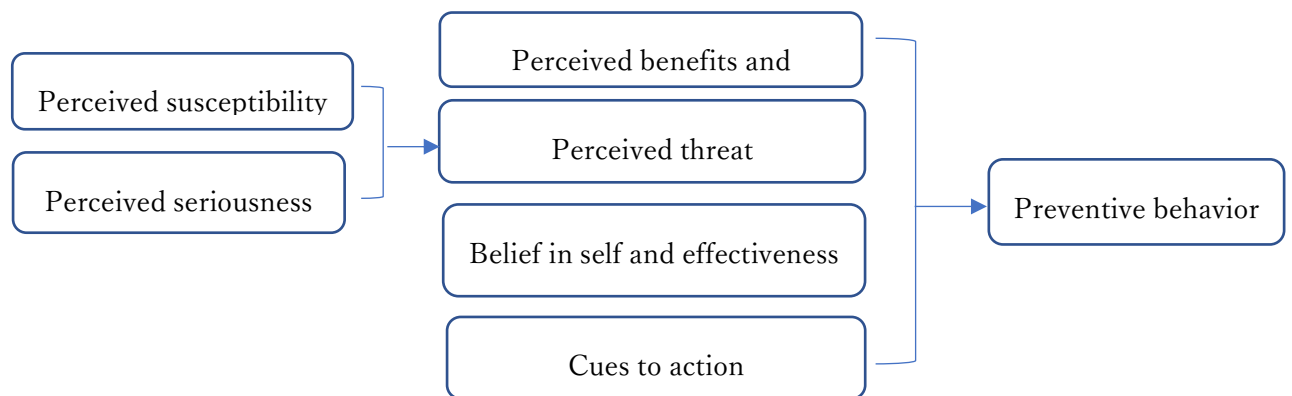 Perceived susceptibility
Perceived seriousness
Perceived benefits and
Perceived threat
Belief in self and effectiveness
Cues to action
Preventive behavior